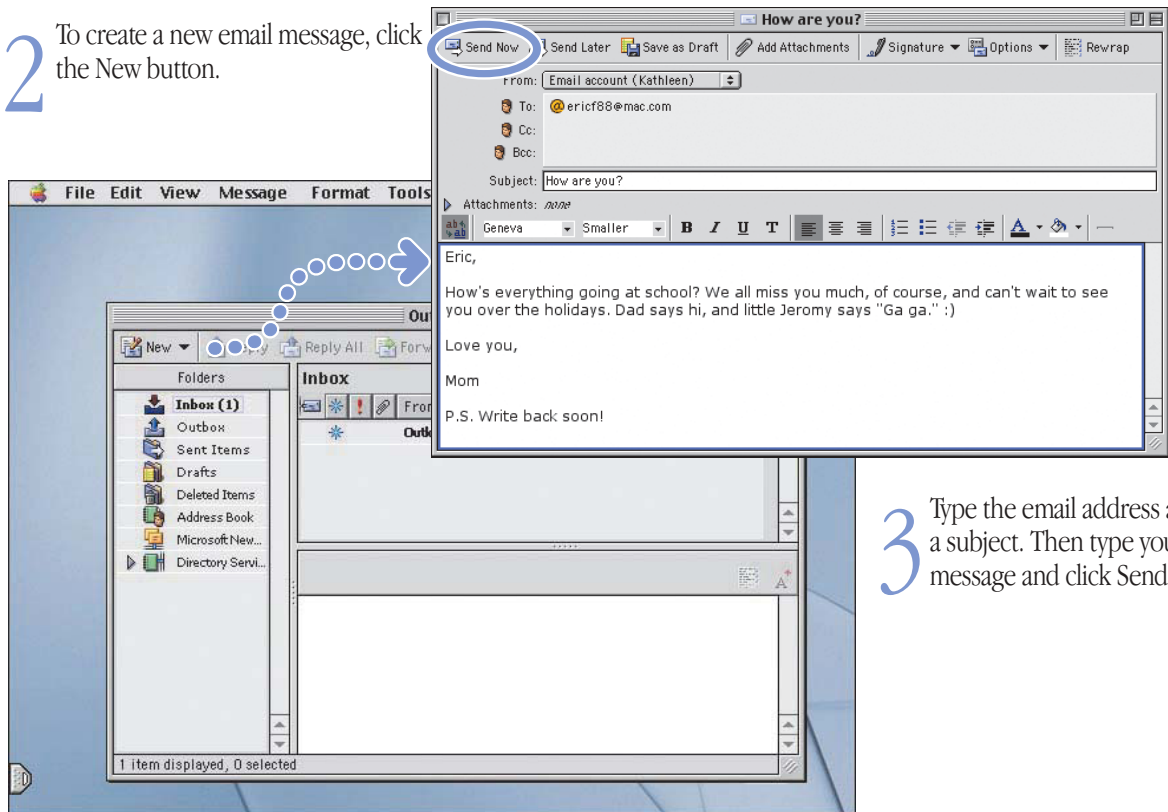 2
To create a new email message, click
the New button.
How are you?
Send Now Send Later Save as Draft Add Attachments Signature Options Rewrap
From: Email account (Kathleen)
To: @ericf88@mac.com
Cc:
Bcc:
Subject: How are you?
Attachments: none
Geneva Smaller B I U T A
Eric,
How's everything going at school? We all miss you much, of course, and can't wait to see
you over the holidays. Dad says hi, and little Jeromy says "Ga ga." :)
Love you,
Mom
P.S. Write back soon!
File Edit View Message Format Tools
Ou
New Reply Reply All Forw
Folders
Inbox (1)
Outbox
Sent Items
Drafts
Deleted Items
Address Book
Microsoft New...
Directory Servi...
Inbox
From
Outlo
1 item displayed, 0 selected
3
Type the email address a
a subject. Then type you
message and click Send